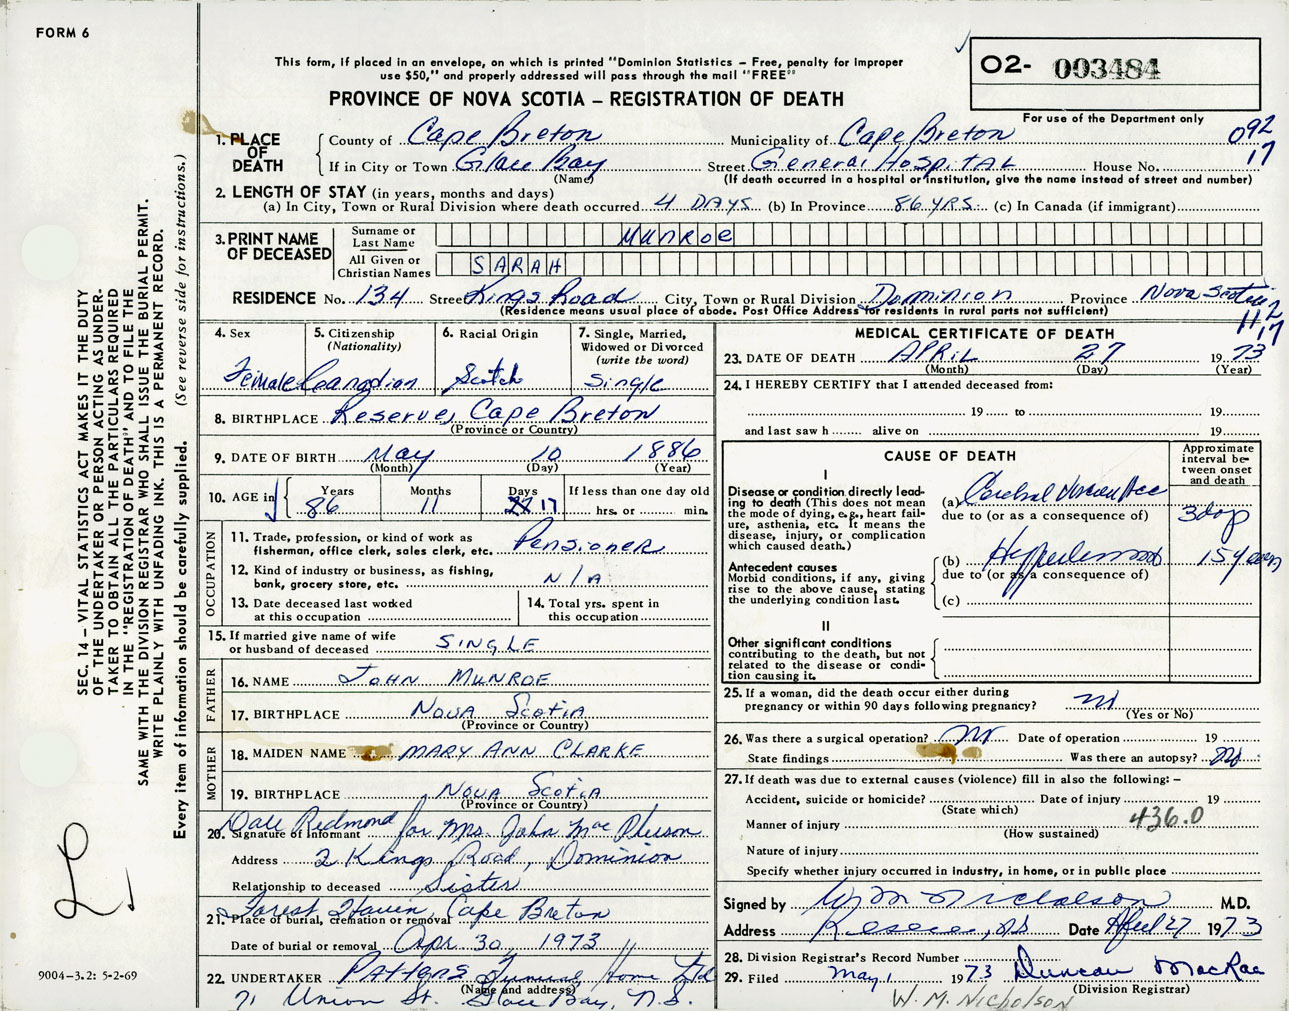 FORM 6
This form, if placed in an envelope, on which is printed "Dominion Statistics – Free, penalty for improper
use $50," and properly addressed will pass through the mail "FREE"
PROVINCE OF NOVA SCOTIA – REGISTRATION OF DEATH
O2- 003484
For use of the Department only
092
17
1. PLACE OF DEATH
County of Cape Breton Municipality of Cape Breton
If in City or Town Glace Bay Street General Hospital House No.
(Name) (If death occurred in a hospital or institution, give the name instead of street and number)
2. LENGTH OF STAY (in years, months and days)
(a) In City, Town or Rural Division where death occurred 4 DAYS (b) In Province 86 YRS. (c) In Canada (if immigrant)
3. PRINT NAME OF DECEASED
Surname or Last Name MUNROE
All Given or Christian Names SARAH
RESIDENCE No. 134 Street Kings Road City, Town or Rural Division Dominion Province Nova Scotia
(Residence means usual place of abode. Post Office Address for residents in rural parts not sufficient)
112
17
4. Sex
Female
5. Citizenship
(Nationality)
Canadian
6. Racial Origin
Scotch
7. Single, Married,
Widowed or Divorced
(write the word)
Single
8. BIRTHPLACE Reserve, Cape Breton
(Province or Country)
9. DATE OF BIRTH May 10 1886
(Month) (Day) (Year)
10. AGE in
Years 86
Months 11
Days 17
If less than one day old
hrs. or min.
OCCUPATION
11. Trade, profession, or kind of work as
fisherman, office clerk, sales clerk, etc. Pensioner
12. Kind of industry or business, as fishing,
bank, grocery store, etc. N/A
13. Date deceased last worked
at this occupation
14. Total yrs. spent in
this occupation
15. If married give name of wife
or husband of deceased SINGLE
FATHER
16. NAME JOHN MUNROE
17. BIRTHPLACE NOVA SCOTIA
(Province or Country)
MOTHER
18. MAIDEN NAME MARY ANN CLARKE
19. BIRTHPLACE NOVA SCOTIA
(Province or Country)
20. Signature of Informant Dale Redmond for Mrs. John MacPherson
Address 2 Kings Road, Dominion
Relationship to deceased Sister
21. Place of burial, cremation or removal Forest Haven Cape Breton
Date of burial or removal Apr. 30, 1973
22. UNDERTAKER PATTENS Funeral Home Ltd
(Name and address)
71 Union St. Glace Bay, N.S.
MEDICAL CERTIFICATE OF DEATH
23. DATE OF DEATH APRIL 27 1973
(Month) (Day) (Year)
24. I HEREBY CERTIFY that I attended deceased from:
19 to 19
and last saw h alive on 19
CAUSE OF DEATH
Approximate
interval be-
tween onset
and death
I
Disease or condition directly lead-
ing to death (This does not
mean the mode of dying, e.g., heart fail-
ure, asthenia, etc. It means the
disease, injury, or complication
which caused death.)
(a) Cerebral Vascular Acc 3 days
due to (or as a consequence of)
Antecedent causes
Morbid conditions, if any, giving
rise to the above cause, stating
the underlying condition last.
(b) Hypertension 15 years
due to (or as a consequence of)
(c)
II
Other significant conditions
contributing to the death, but not
related to the disease or condi-
tion causing it.
25. If a woman, did the death occur either during
pregnancy or within 90 days following pregnancy? no
(Yes or No)
26. Was there a surgical operation? no Date of operation 19
State findings Was there an autopsy? no
27. If death was due to external causes (violence) fill in also the following: –
Accident, suicide or homicide? Date of injury 19
(State which)
Manner of injury 436.0
(How sustained)
Nature of injury
Specify whether injury occurred in industry, in home, or in public place
Signed by W M Nicholson M.D.
Address Reserve, NS Date April 27 1973
28. Division Registrar's Record Number
29. Filed May 1 1973 Duncan MacRae
(Division Registrar)
W. M. Nicholson
SEC. 14 – VITAL STATISTICS ACT MAKES IT THE DUTY
OF THE UNDERTAKER OR PERSON ACTING AS UNDER-
TAKER TO OBTAIN ALL THE PARTICULARS REQUIRED
IN THE "REGISTRATION OF DEATH" AND TO FILE THE
SAME WITH THE DIVISION REGISTRAR WHO SHALL ISSUE THE BURIAL PERMIT.
WRITE PLAINLY WITH UNFADING INK. THIS IS A PERMANENT RECORD.
Every item of information should be carefully supplied. (See reverse side for instructions.)
9004-3.2: 5-2-69